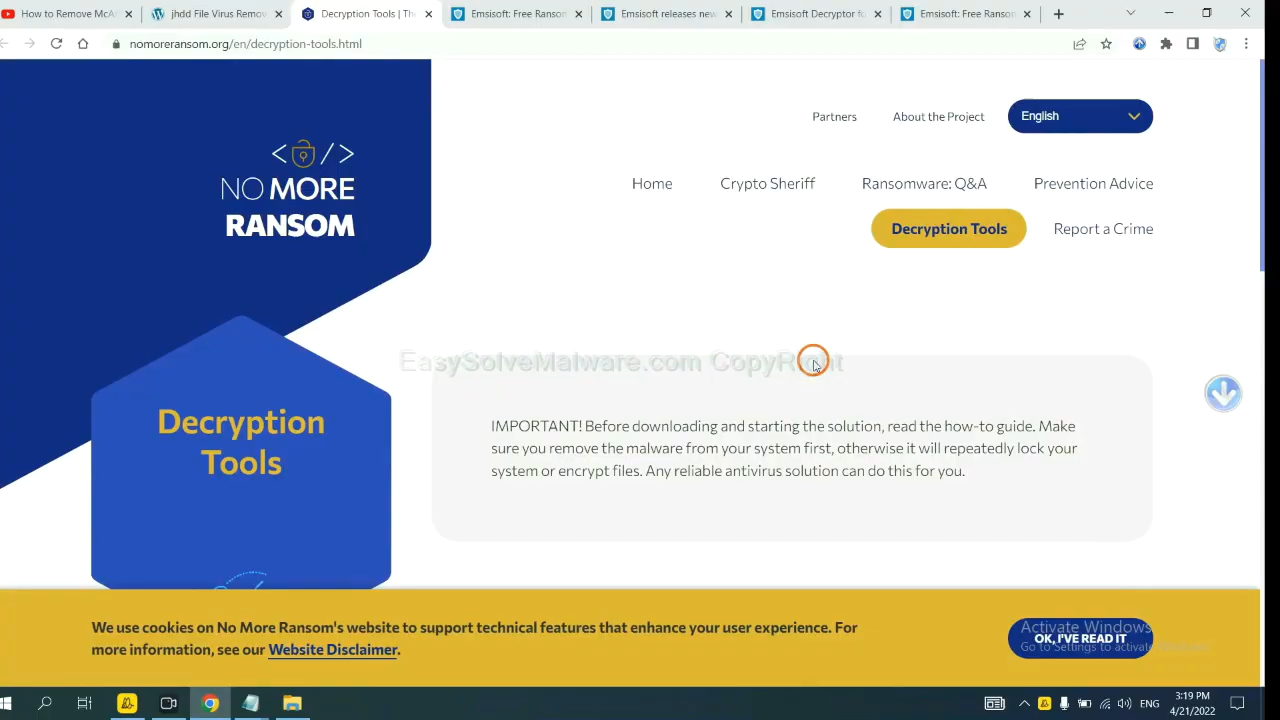 How to Remove McA
jhdd File Virus Remov
Decryption Tools | Th
Emsisoft: Free Ranson
Emsisoft releases new
Emsisoft Decryptor fo
Emsisoft: Free Ranson
nomoreransom.org/en/decryption-tools.html
Partners
About the Project
English
NO MORE
RANSOM
Home
Crypto Sheriff
Ransomware: Q&A
Prevention Advice
Decryption Tools
Report a Crime
EasySolveMalware.com CopyRight
Decryption
Tools
IMPORTANT! Before downloading and starting the solution, read the how-to guide. Make
sure you remove the malware from your system first, otherwise it will repeatedly lock your
system or encrypt files. Any reliable antivirus solution can do this for you.
We use cookies on No More Ransom's website to support technical features that enhance your user experience. For
more information, see our Website Disclaimer.
OK, I'VE READ IT
Activate Windows
Go to Settings to activate
ENG
3:19 PM
4/21/2022